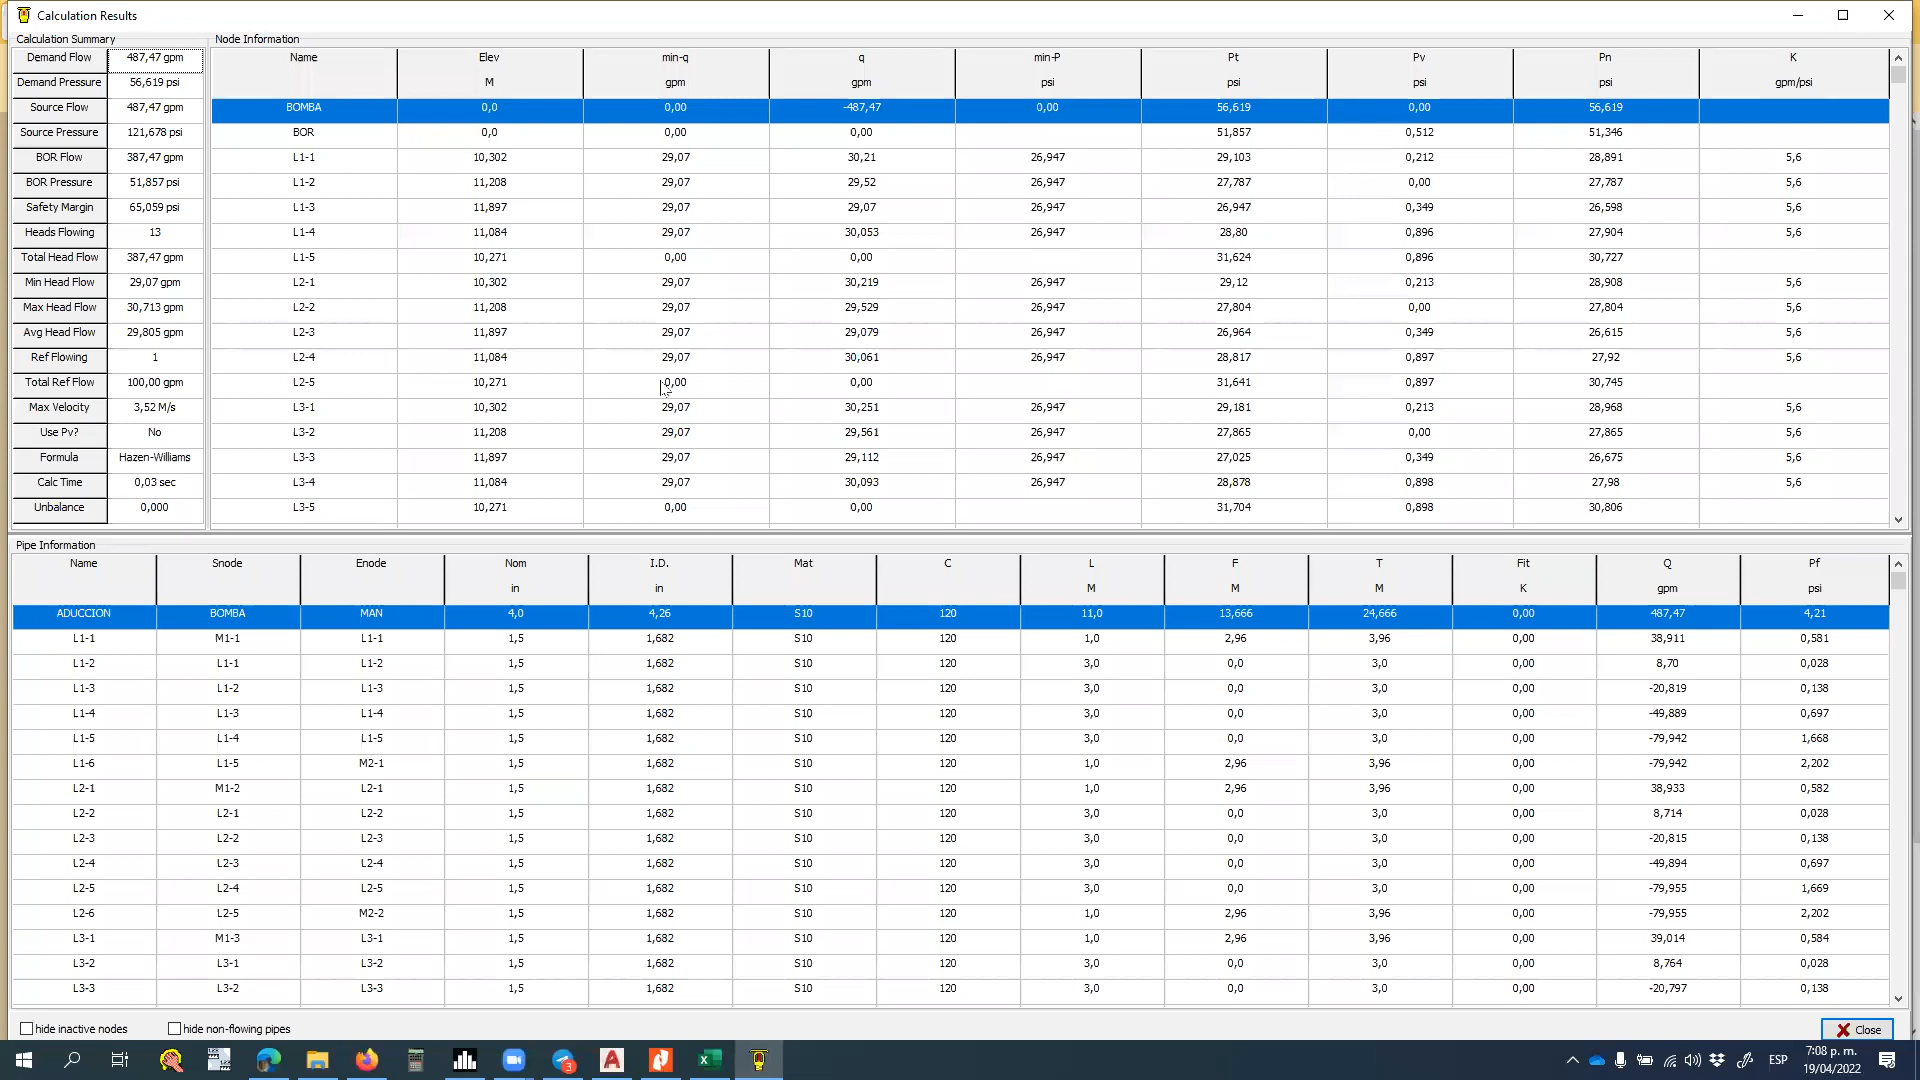 Calculation Results
Calculation Summary
Demand Flow 487,47 gpm
Demand Pressure 56,619 psi
Source Flow 487,47 gpm
Source Pressure 121,678 psi
BOR Flow 387,47 gpm
BOR Pressure 51,857 psi
Safety Margin 65,059 psi
Heads Flowing 13
Total Head Flow 387,47 gpm
Min Head Flow 29,07 gpm
Max Head Flow 30,713 gpm
Avg Head Flow 29,805 gpm
Ref Flowing 1
Total Ref Flow 100,00 gpm
Max Velocity 3,52 M/s
Use Pv? No
Formula Hazen-Williams
Calc Time 0,03 sec
Unbalance 0,000
Node Information
Name Elev min-q q min-P Pt Pv Pn K
M gpm gpm psi psi psi psi gpm/psi
BOMBA 0,0 0,00 -487,47 0,00 56,619 0,00 56,619
BOR 0,0 0,00 0,00 51,857 0,512 51,346
L1-1 10,302 29,07 30,21 26,947 29,103 0,212 28,891 5,6
L1-2 11,208 29,07 29,52 26,947 27,787 0,00 27,787 5,6
L1-3 11,897 29,07 29,07 26,947 26,947 0,349 26,598 5,6
L1-4 11,084 29,07 30,053 26,947 28,80 0,896 27,904 5,6
L1-5 10,271 0,00 0,00 31,624 0,896 30,727
L2-1 10,302 29,07 30,219 26,947 29,12 0,213 28,908 5,6
L2-2 11,208 29,07 29,529 26,947 27,804 0,00 27,804 5,6
L2-3 11,897 29,07 29,079 26,947 26,964 0,349 26,615 5,6
L2-4 11,084 29,07 30,061 26,947 28,817 0,897 27,92 5,6
L2-5 10,271 0,00 0,00 31,641 0,897 30,745
L3-1 10,302 29,07 30,251 26,947 29,181 0,213 28,968 5,6
L3-2 11,208 29,07 29,561 26,947 27,865 0,00 27,865 5,6
L3-3 11,897 29,07 29,112 26,947 27,025 0,349 26,675 5,6
L3-4 11,084 29,07 30,093 26,947 28,878 0,898 27,98 5,6
L3-5 10,271 0,00 0,00 31,704 0,898 30,806
Pipe Information
Name Snode Enode Nom I.D. Mat C L F T Fit Q Pf
in in M M M K gpm psi
ADUCCION BOMBA MAN 4,0 4,26 S10 120 11,0 13,666 24,666 0,00 487,47 4,21
L1-1 M1-1 L1-1 1,5 1,682 S10 120 1,0 2,96 3,96 0,00 38,911 0,581
L1-2 L1-1 L1-2 1,5 1,682 S10 120 3,0 0,0 3,0 0,00 8,70 0,028
L1-3 L1-2 L1-3 1,5 1,682 S10 120 3,0 0,0 3,0 0,00 -20,819 0,138
L1-4 L1-3 L1-4 1,5 1,682 S10 120 3,0 0,0 3,0 0,00 -49,889 0,697
L1-5 L1-4 L1-5 1,5 1,682 S10 120 3,0 0,0 3,0 0,00 -79,942 1,668
L1-6 L1-5 M2-1 1,5 1,682 S10 120 1,0 2,96 3,96 0,00 -79,942 2,202
L2-1 M1-2 L2-1 1,5 1,682 S10 120 1,0 2,96 3,96 0,00 38,933 0,582
L2-2 L2-1 L2-2 1,5 1,682 S10 120 3,0 0,0 3,0 0,00 8,714 0,028
L2-3 L2-2 L2-3 1,5 1,682 S10 120 3,0 0,0 3,0 0,00 -20,815 0,138
L2-4 L2-3 L2-4 1,5 1,682 S10 120 3,0 0,0 3,0 0,00 -49,894 0,697
L2-5 L2-4 L2-5 1,5 1,682 S10 120 3,0 0,0 3,0 0,00 -79,955 1,669
L2-6 L2-5 M2-2 1,5 1,682 S10 120 1,0 2,96 3,96 0,00 -79,955 2,202
L3-1 M1-3 L3-1 1,5 1,682 S10 120 1,0 2,96 3,96 0,00 39,014 0,584
L3-2 L3-1 L3-2 1,5 1,682 S10 120 3,0 0,0 3,0 0,00 8,764 0,028
L3-3 L3-2 L3-3 1,5 1,682 S10 120 3,0 0,0 3,0 0,00 -20,797 0,138
hide inactive nodes hide non-flowing pipes Close
ESP 7:08 p. m.
19/04/2022